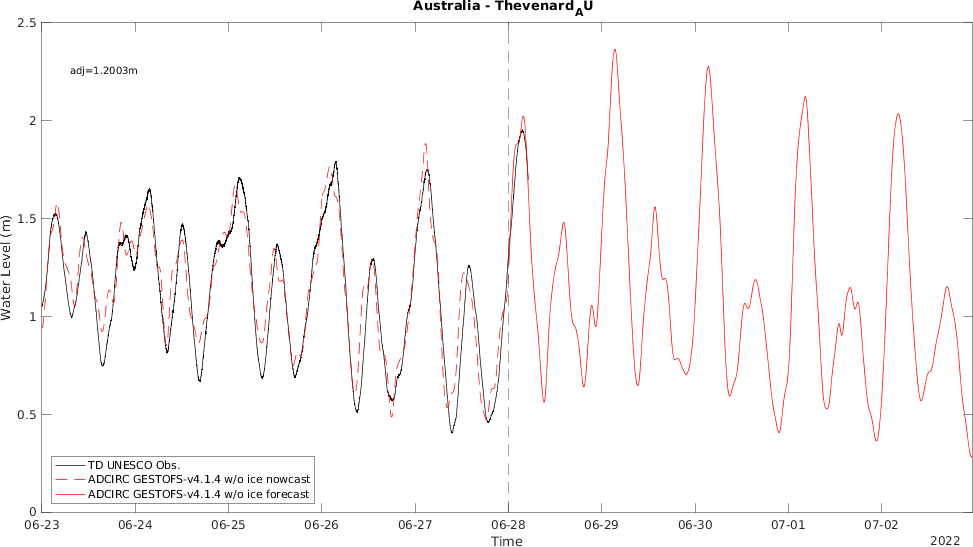 Australia - Thevenard_AU
adj=1.2003m
Water Level (m)
2.5
2
1.5
1
0.5
0
TD UNESCO Obs.
ADCIRC GESTOFS-v4.1.4 w/o ice nowcast
ADCIRC GESTOFS-v4.1.4 w/o ice forecast
06-23 06-24 06-25 06-26 06-27 06-28 06-29 06-30 07-01 07-02
Time
2022